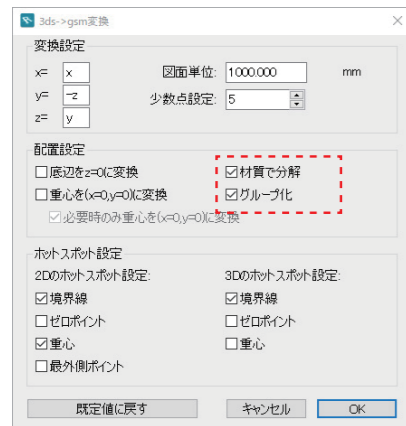 3ds->gsm変換
変換設定
x= x 図面単位: 1000.000 mm
y= -z 少数点設定: 5
z= y
配置設定
底辺をz=0に変換 材質で分解
重心を(x=0,y=0)に変換 グループ化
必要時のみ重心を(x=0,y=0)に変換
ホットスポット設定
2Dのホットスポット設定: 3Dのホットスポット設定:
境界線 境界線
ゼロポイント ゼロポイント
重心 重心
最外側ポイント
既定値に戻す キャンセル OK